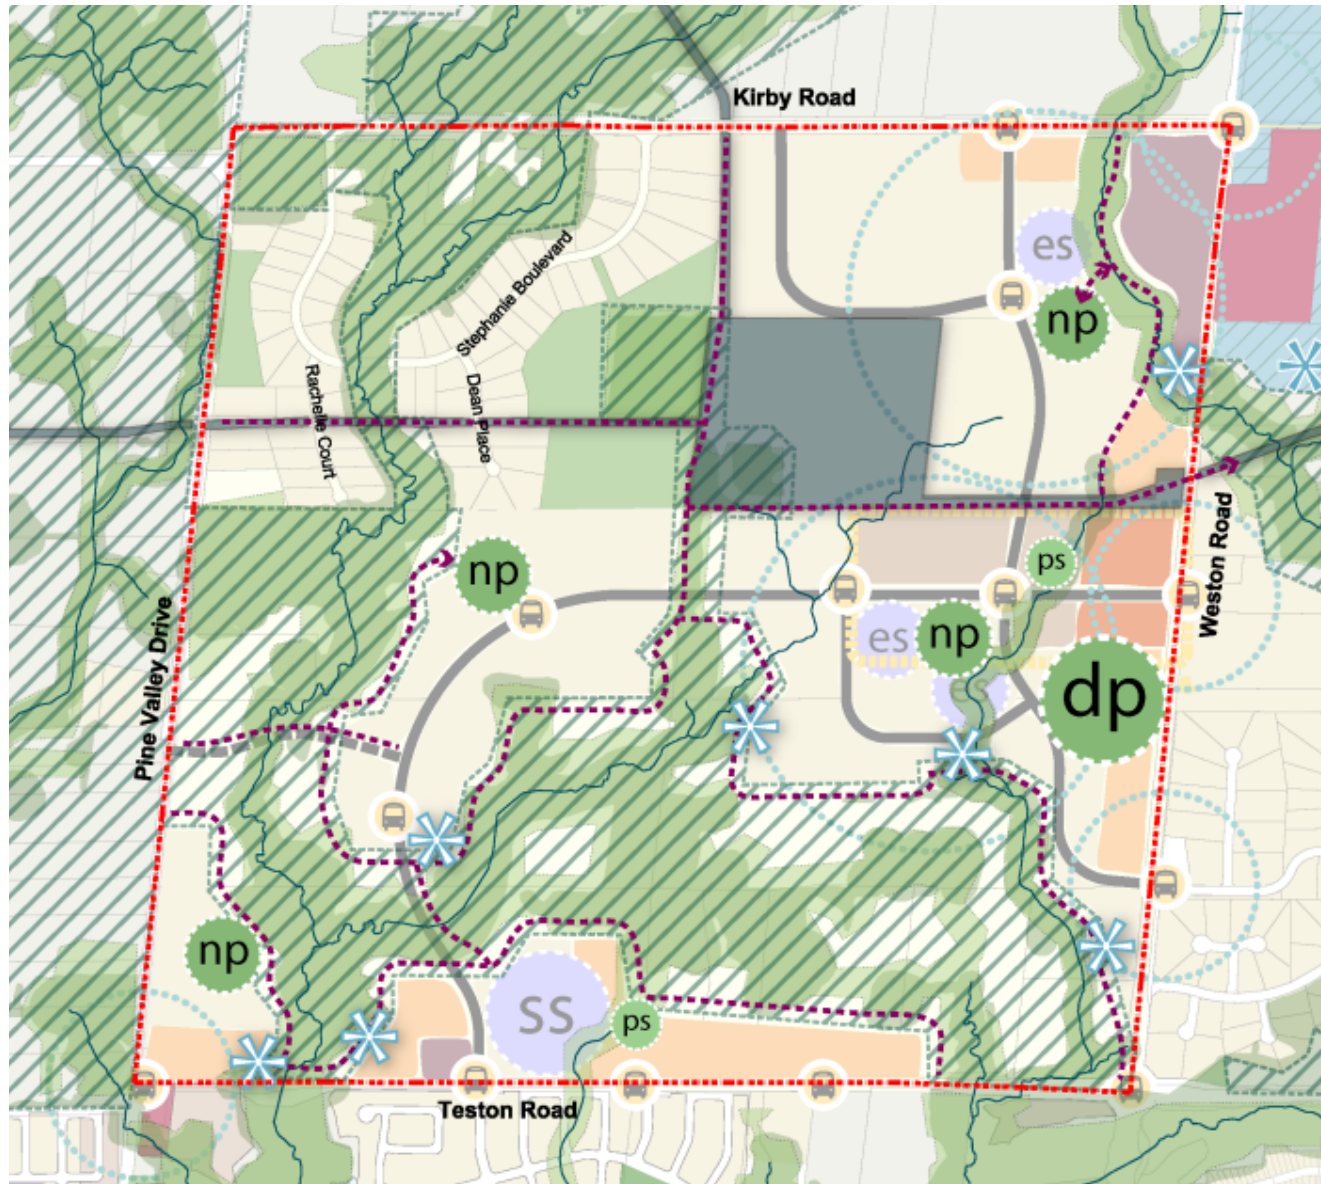 Kirby Road
es
np
Stephanie Boulevard
Rachelle Court
Dean Place
Weston Road
np
ps
es
np
es
dp
Pine Valley Drive
np
ss
ps
Teston Road